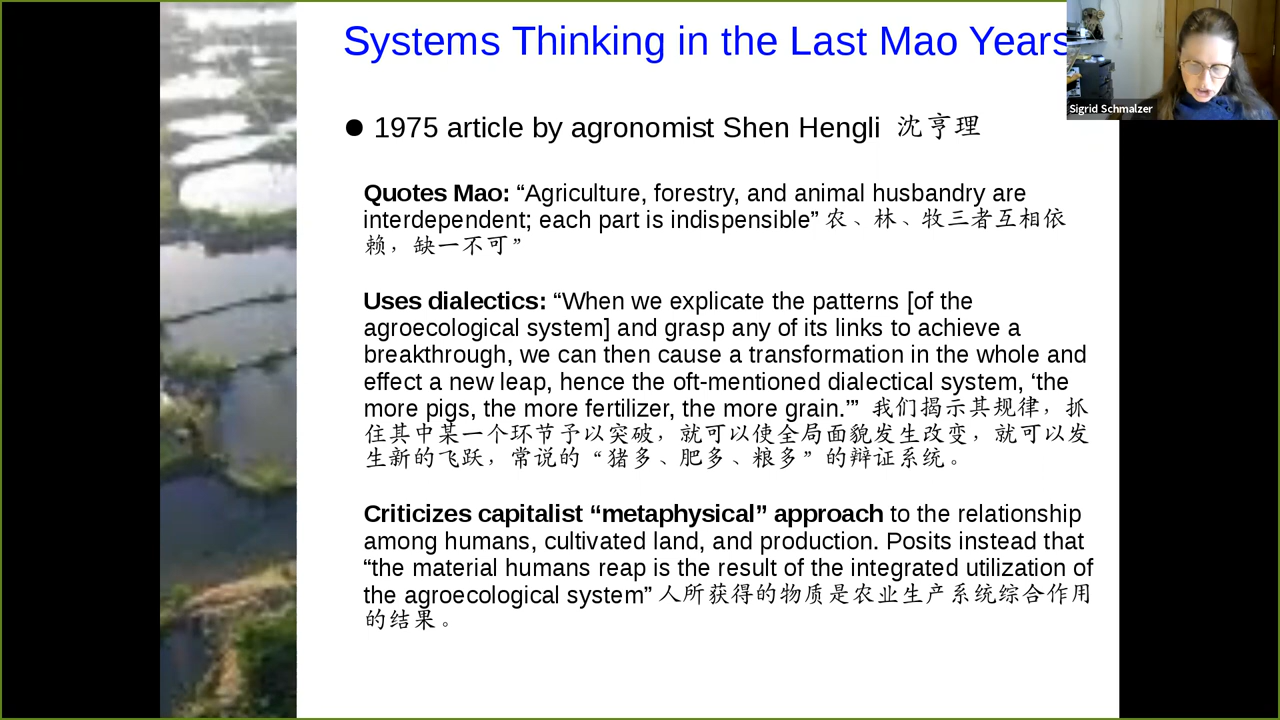 Systems Thinking in the Last Mao Years
Sigrid Schmalzer
● 1975 article by agronomist Shen Hengli 沈亨理
Quotes Mao: “Agriculture, forestry, and animal husbandry are
interdependent; each part is indispensible” 农、林、牧三者互相依
赖，缺一不可”
Uses dialectics: “When we explicate the patterns [of the
agroecological system] and grasp any of its links to achieve a
breakthrough, we can then cause a transformation in the whole and
effect a new leap, hence the oft-mentioned dialectical system, ‘the
more pigs, the more fertilizer, the more grain.’” 我们揭示其规律，抓
住其中某一个环节予以突破，就可以使全局面貌发生改变，就可以发
生新的飞跃，常说的“猪多、肥多、粮多”的辩证系统。
Criticizes capitalist “metaphysical” approach to the relationship
among humans, cultivated land, and production. Posits instead that
“the material humans reap is the result of the integrated utilization of
the agroecological system” 人所获得的物质是农业生产系统综合作用
的结果。